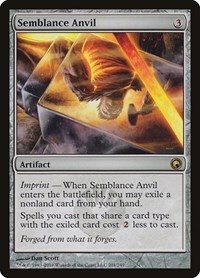 Semblance Anvil 3
Artifact
Imprint — When Semblance Anvil
enters the battlefield, you may exile a
nonland card from your hand.
Spells you cast that share a card type
with the exiled card cost 2 less to cast.
Forged from what it forges.
Dan Scott